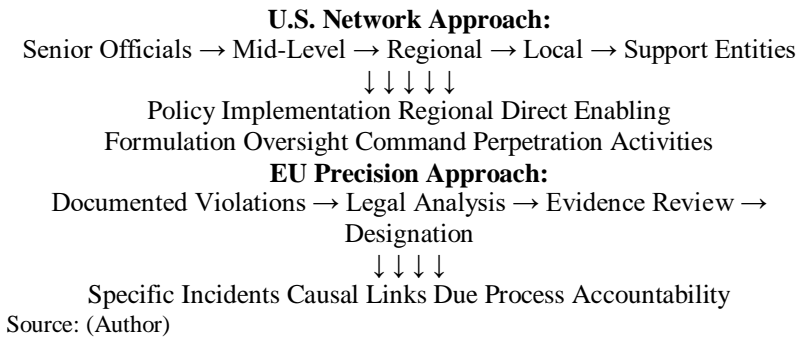 U.S. Network Approach:
Senior Officials → Mid-Level → Regional → Local → Support Entities
↓ ↓ ↓ ↓ ↓
Policy Implementation Regional Direct Enabling
Formulation Oversight Command Perpetration Activities
EU Precision Approach:
Documented Violations → Legal Analysis → Evidence Review →
Designation
↓ ↓ ↓ ↓
Specific Incidents Causal Links Due Process Accountability
Source: (Author)